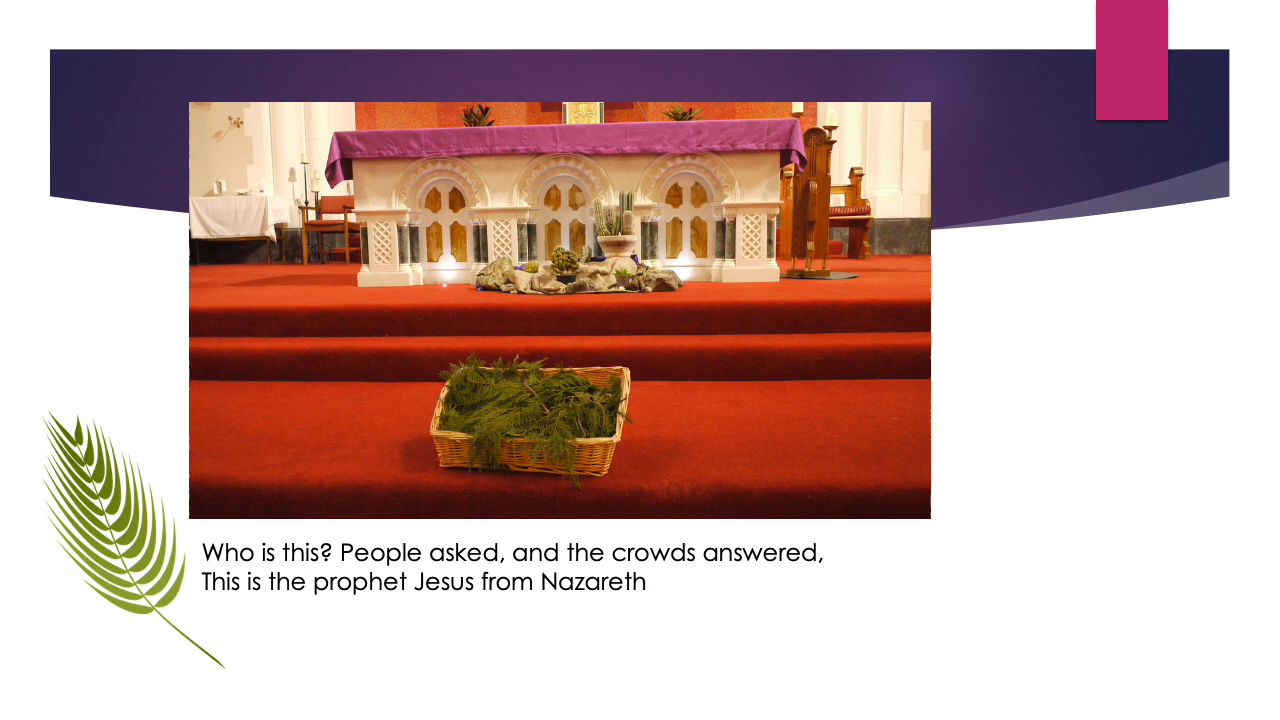 Who is this? People asked, and the crowds answered,
This is the prophet Jesus from Nazareth